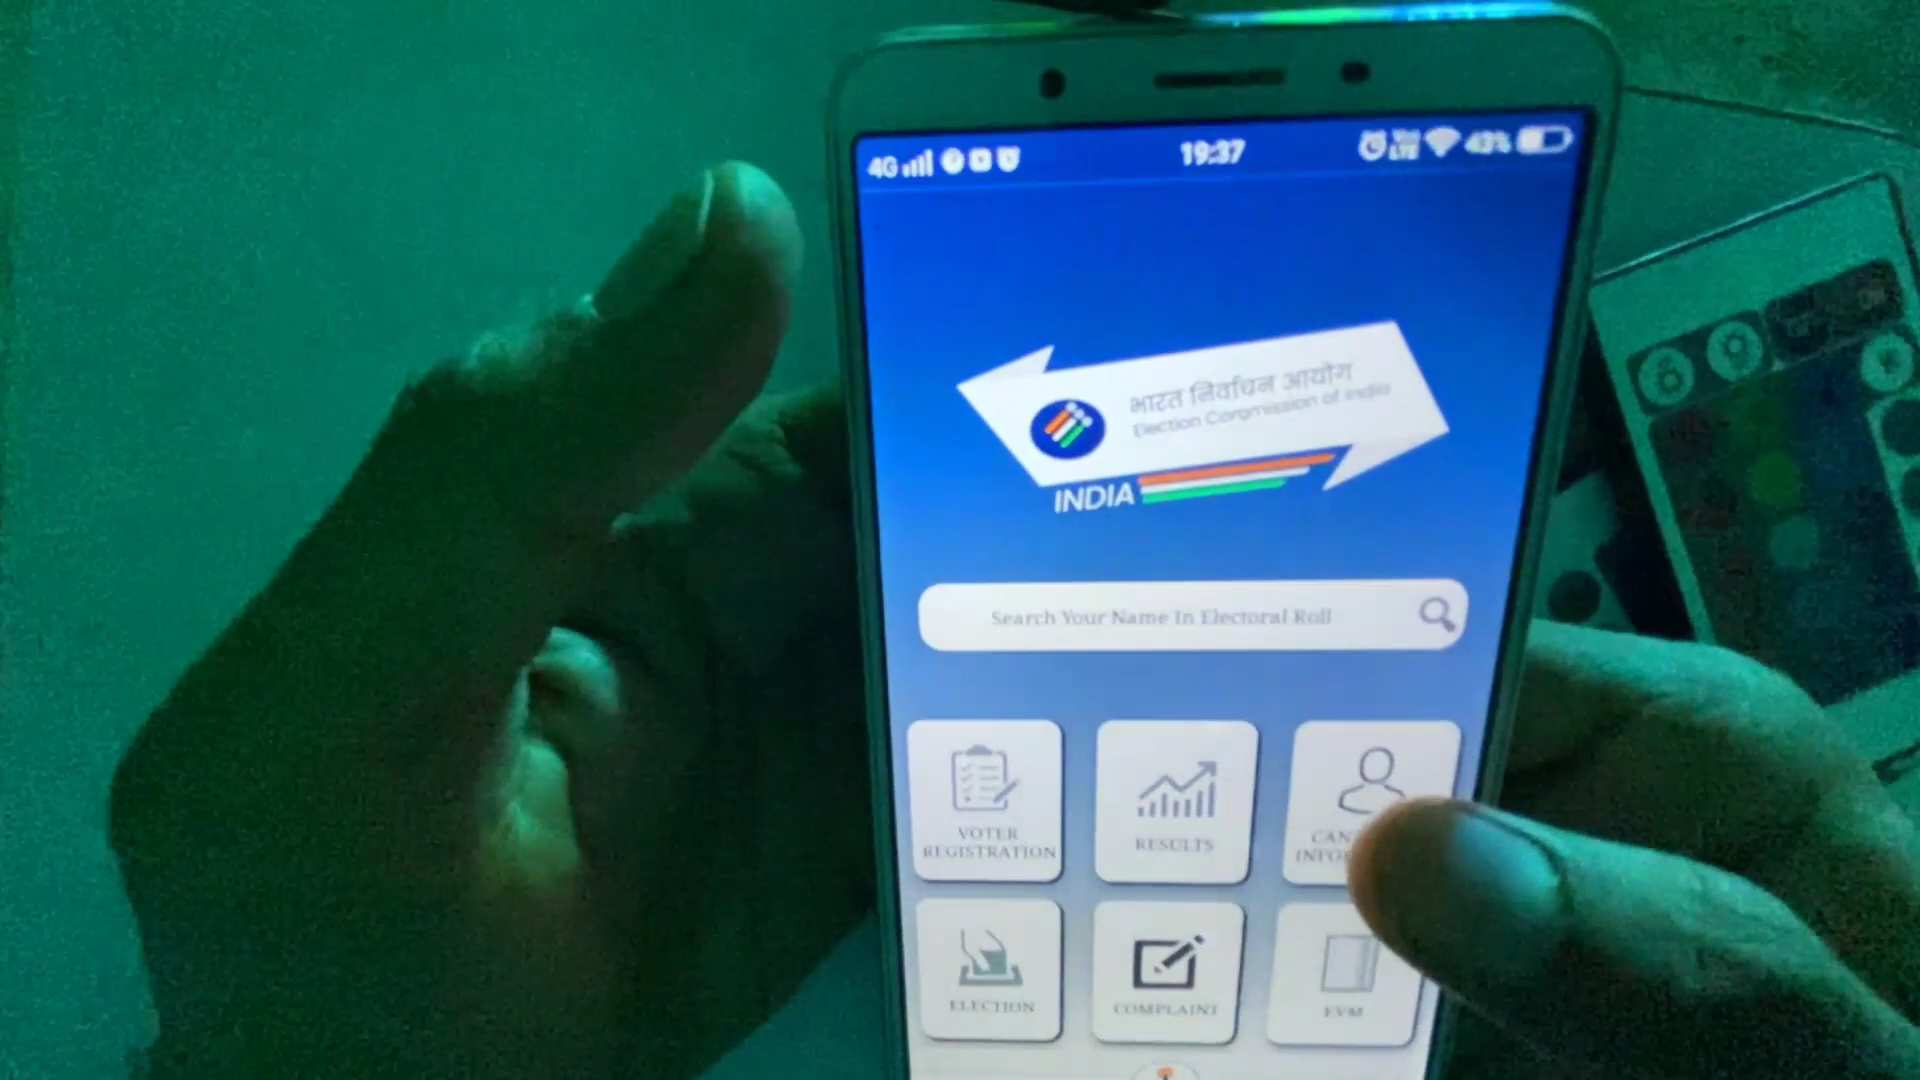 4G 19:37 43%
भारत निर्वाचन आयोग
Election Commission of India
INDIA
Search Your Name In Electoral Roll
VOTER
REGISTRATION
RESULTS
ELECTION
COMPLAINT
EVM